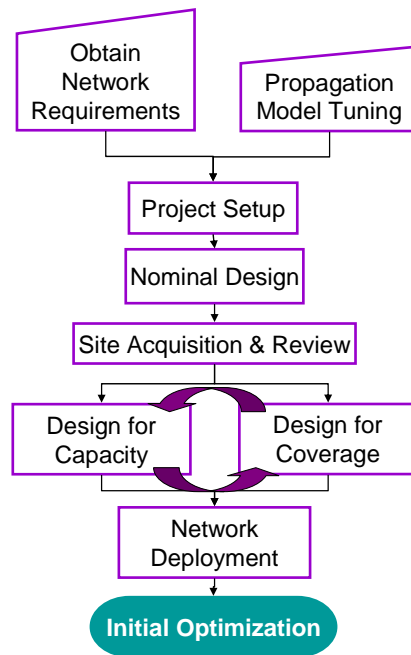 Obtain
Network
Requirements
Propagation
Model Tuning
Project Setup
Nominal Design
Site Acquisition & Review
Design for
Capacity
Design for
Coverage
Network
Deployment
Initial Optimization